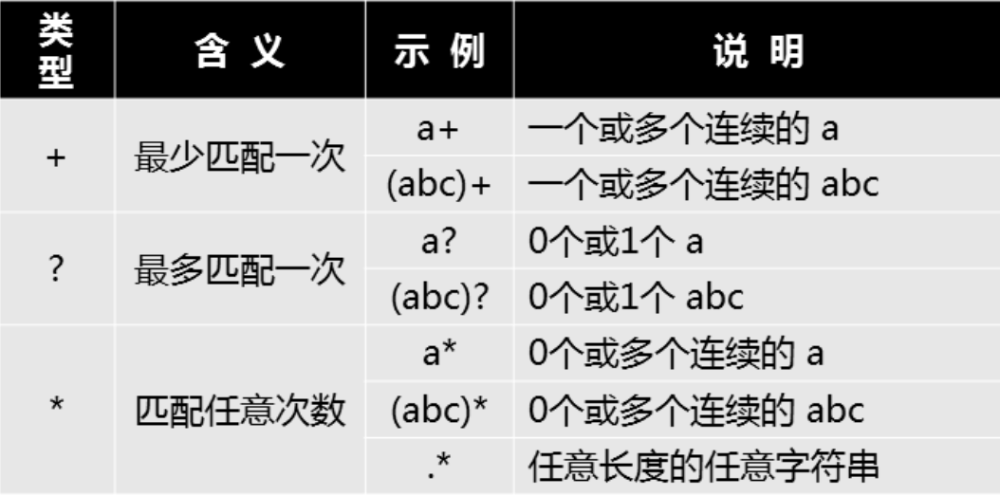 类型 含 义 示 例 说 明
+ 最少匹配一次 a+ 一个或多个连续的 a
(abc)+ 一个或多个连续的 abc
? 最多匹配一次 a? 0个或1个 a
(abc)? 0个或1个 abc
* 匹配任意次数 a* 0个或多个连续的 a
(abc)* 0个或多个连续的 abc
.* 任意长度的任意字符串